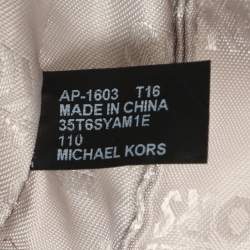 AP-1603 T16
MADE IN CHINA
35T6SYAM1E
110
MICHAEL KORS